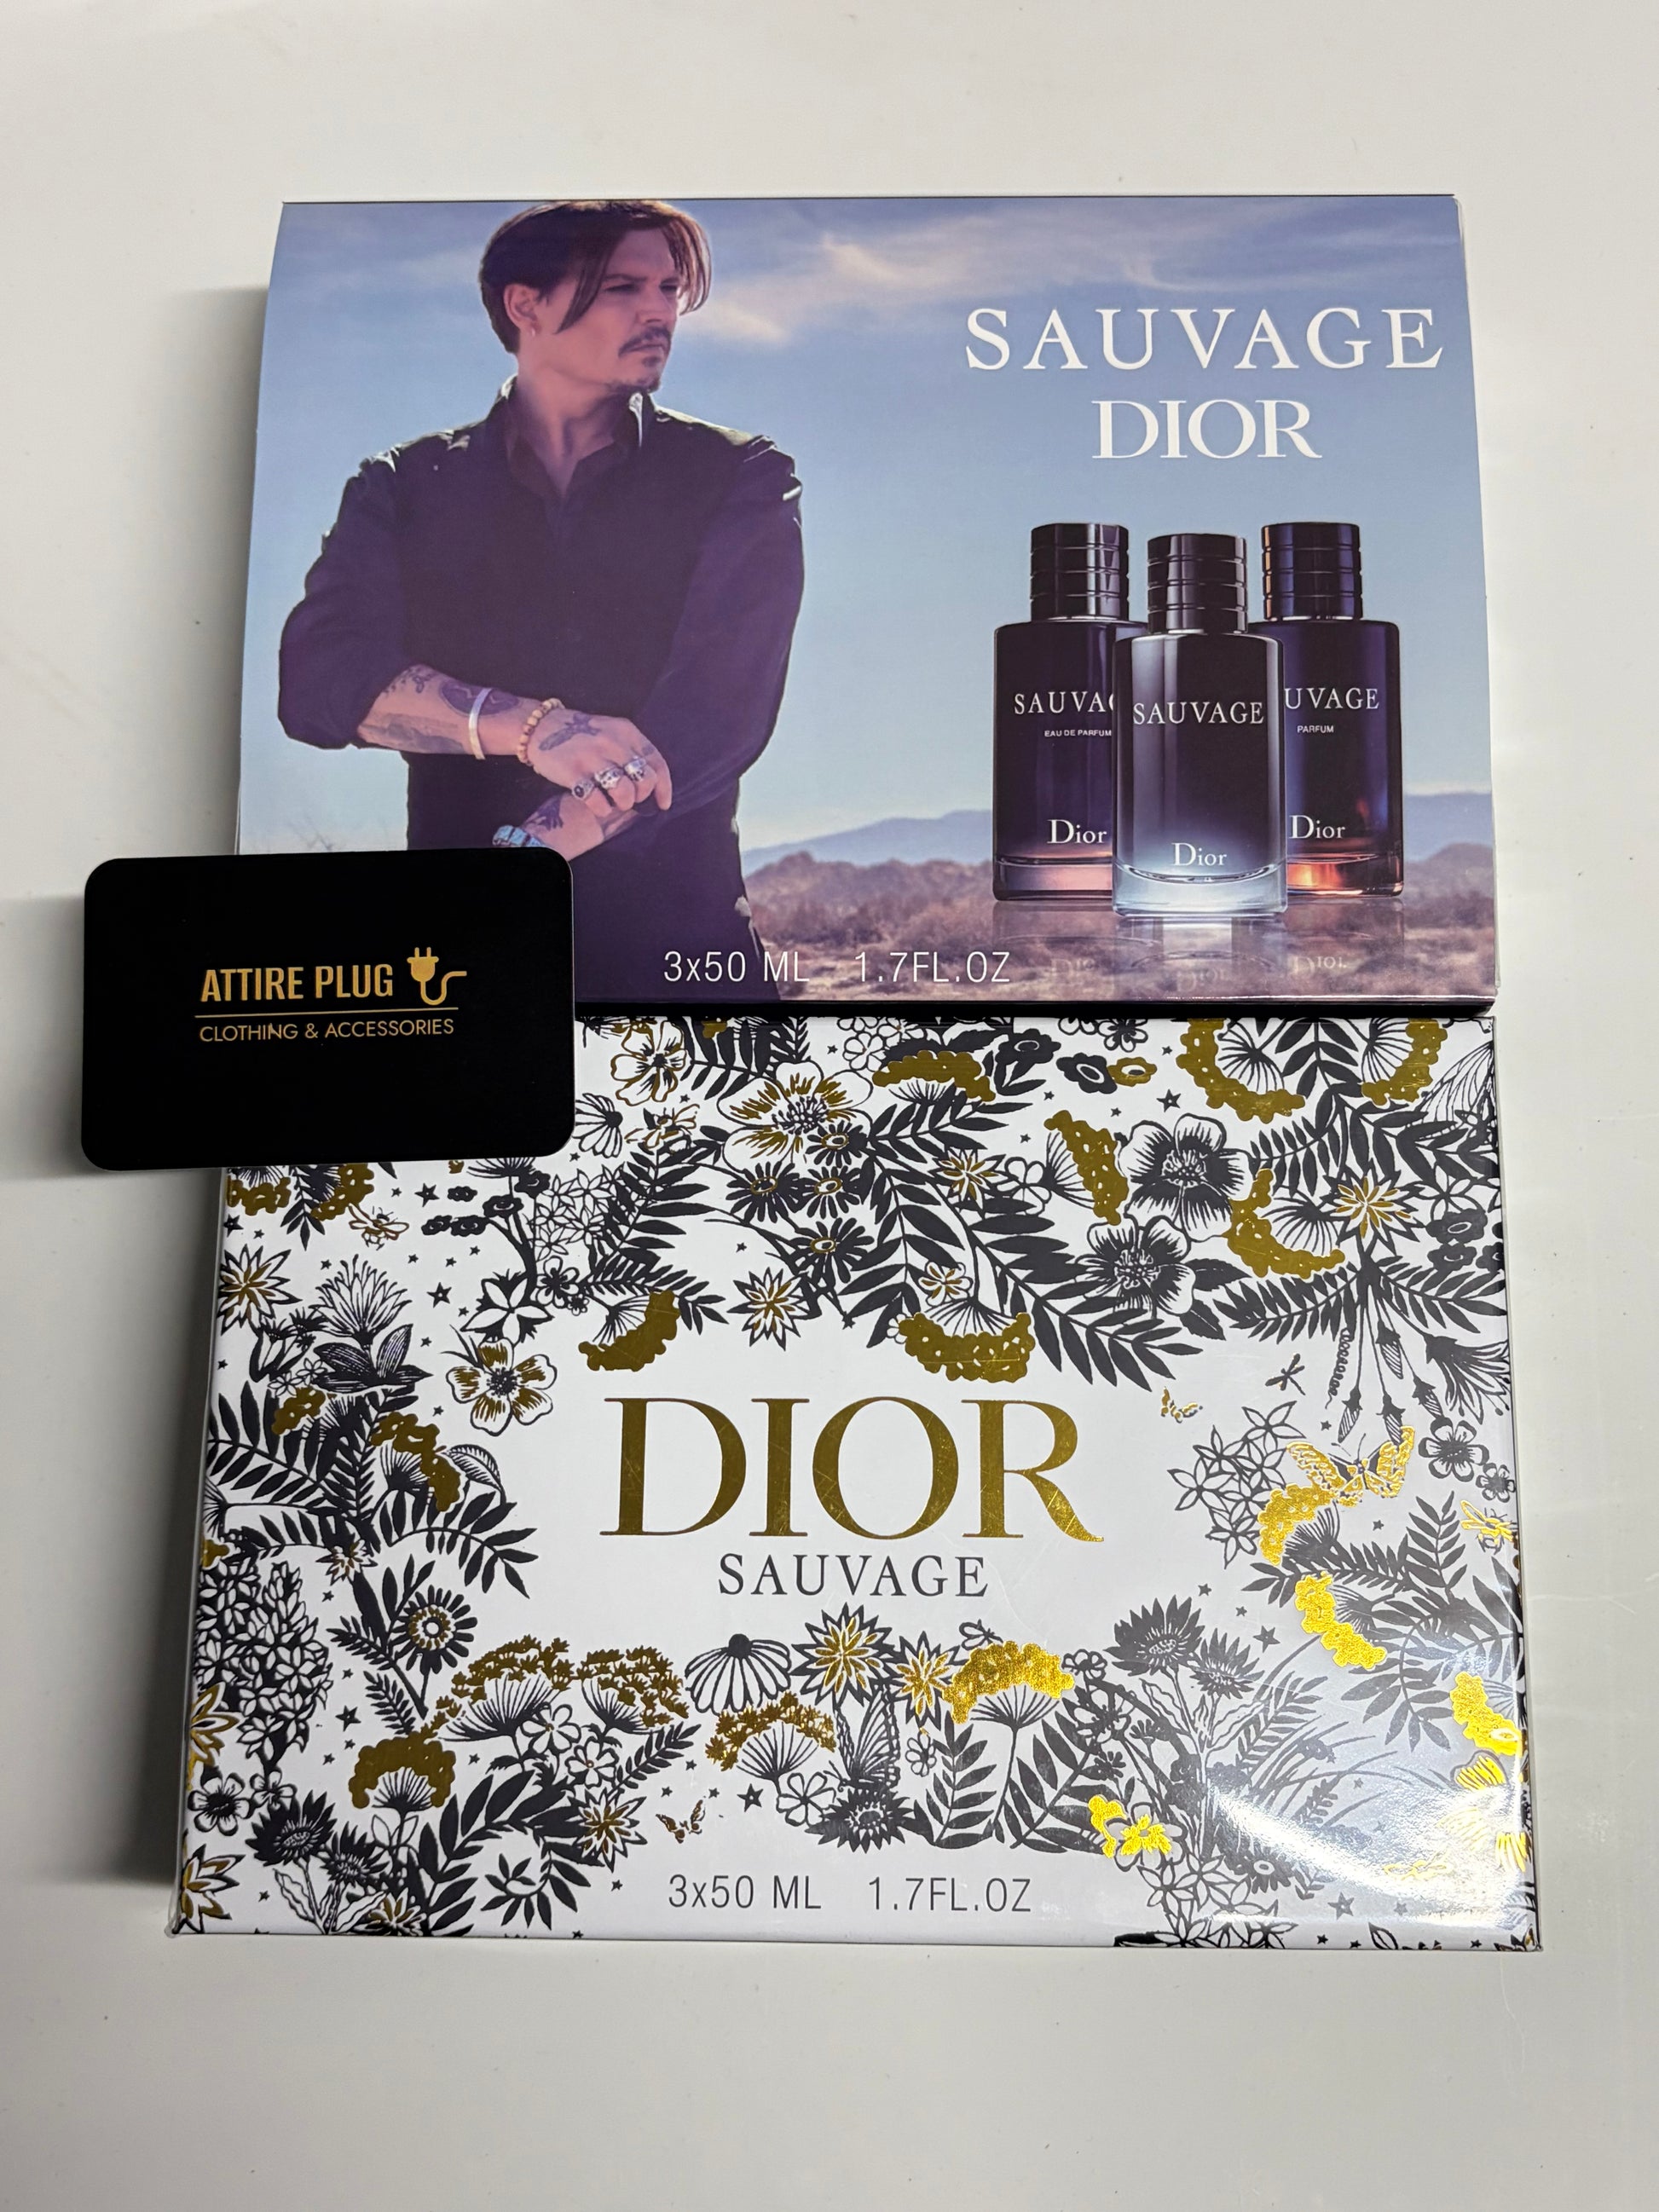 SAUVAGE
DIOR
SAUVAGE
EAU DE PARFUM
Dior
SAUVAGE
Dior
UVAGE
PARFUM
Dior
3x50 ML 1.7FL.OZ
ATTIRE PLUG
CLOTHING & ACCESSORIES
DIOR
SAUVAGE
3x50 ML 1.7FL.OZ